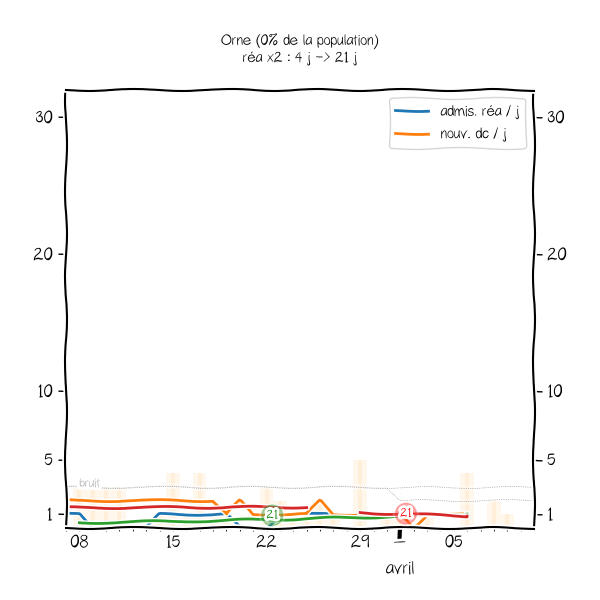 Orne (0% de la population)
réa x2 : 4 j -> 21 j
admis. réa / j
nouv. dc / j
30 30
20 20
10 10
5 5
bruit
1 21 21 1
08 15 22 29 1 05
avril